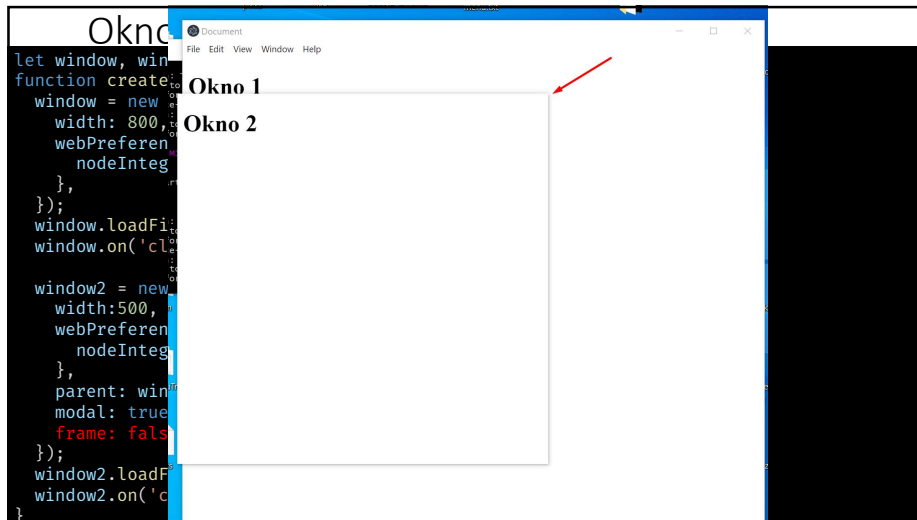 Okno
Document
File Edit View Window Help
Okno 1
Okno 2
let window, win
function create
window = new
width: 800,
webPreferen
nodeInteg
},
});
window.loadFi
window.on('cl
window2 = new
width:500,
webPreferen
nodeInteg
},
parent: win
modal: true
frame: fals
});
window2.loadF
window2.on('c
}